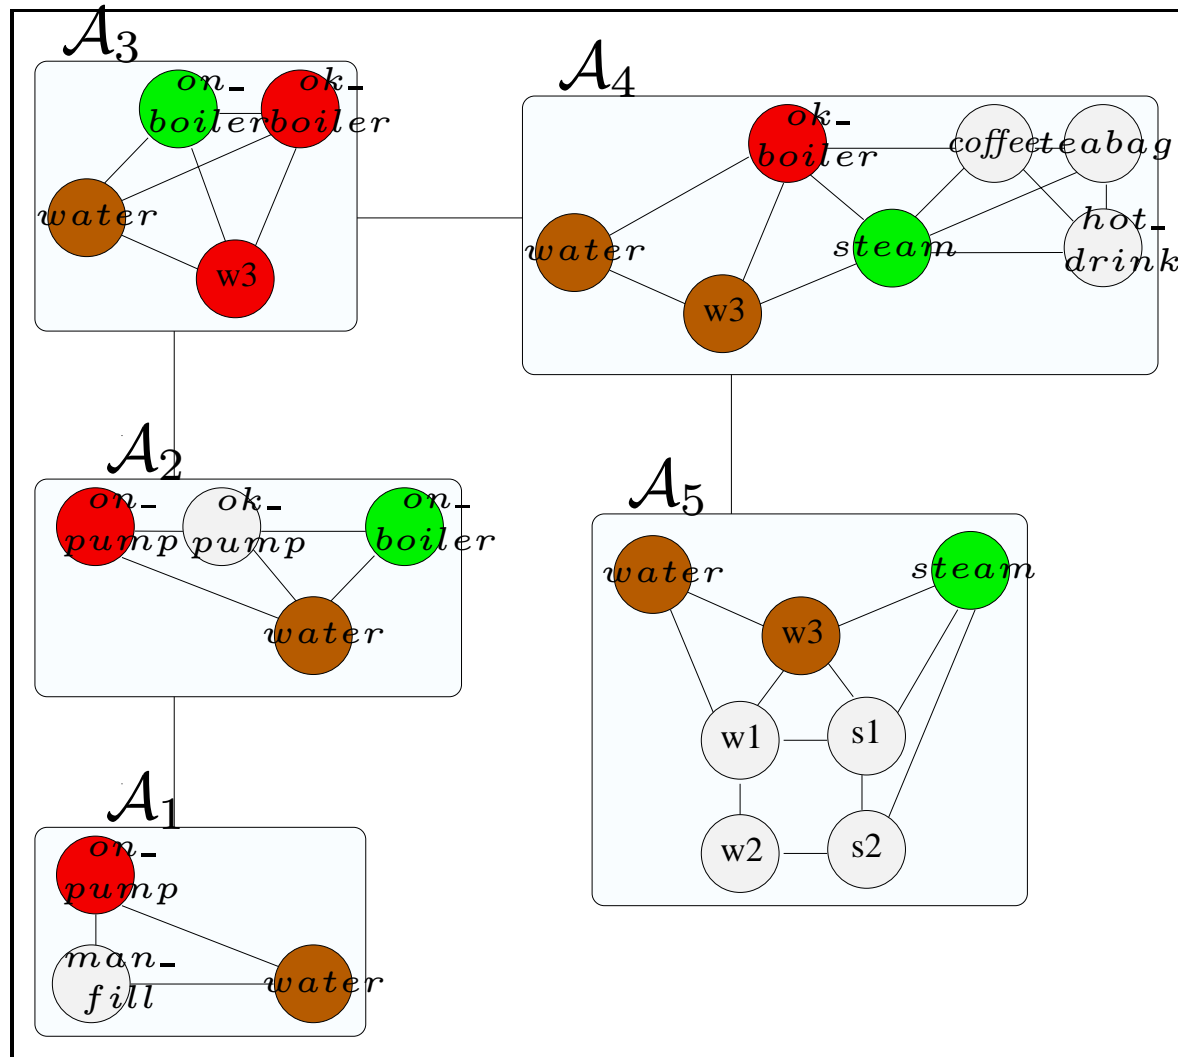 A3
on_
boiler
ok_
boiler
water
w3
A4
ok_
boiler
coffee
teabag
water
steam
hot_
drink
w3
A2
on_
pump
ok_
pump
on_
boiler
water
A5
water
steam
w3
w1
s1
w2
s2
A1
on_
pump
man_
fill
water